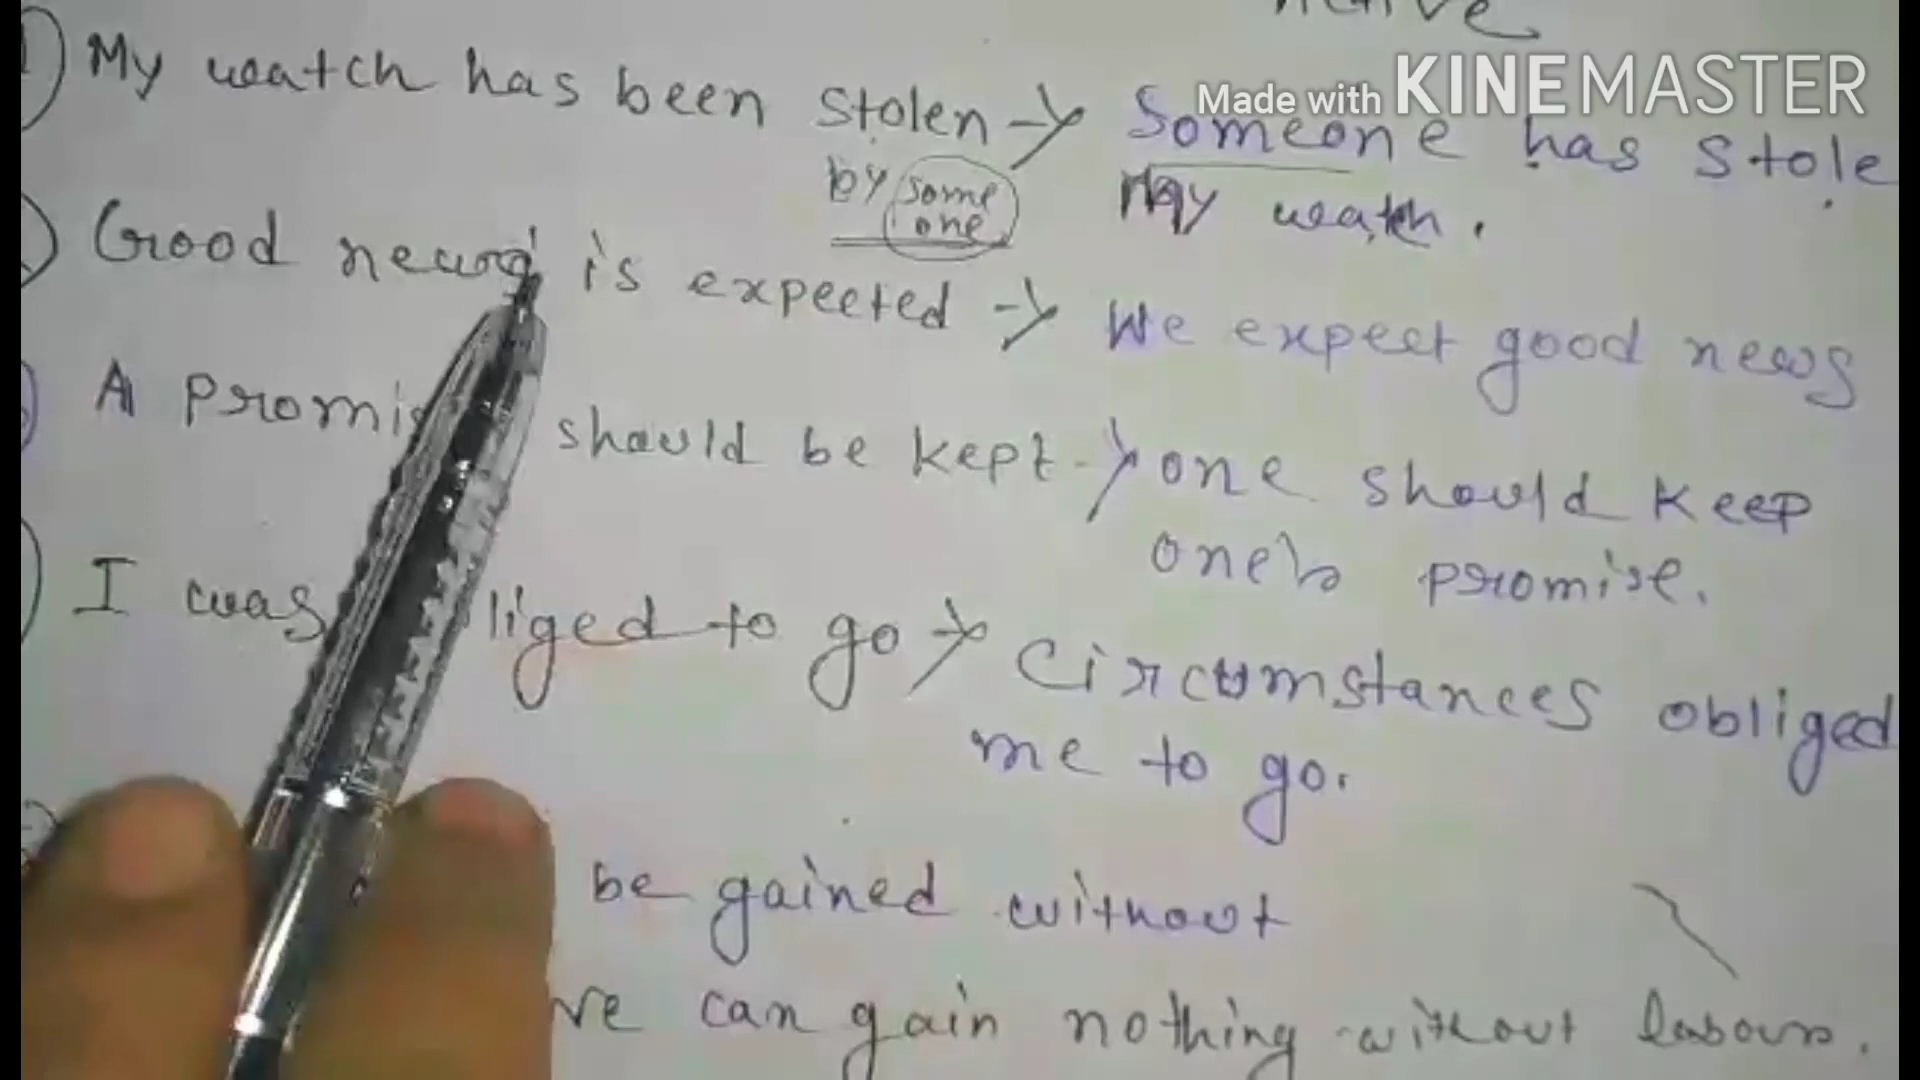 Made with KINEMASTER
My watch has been stolen → Someone has stole
by some one
My watch.
Good news is expected → We expect good news
A promi should be kept → one should keep
one's promise.
I was liged to go → Circumstances obliged
me to go.
be gained without
we can gain nothing without labour.